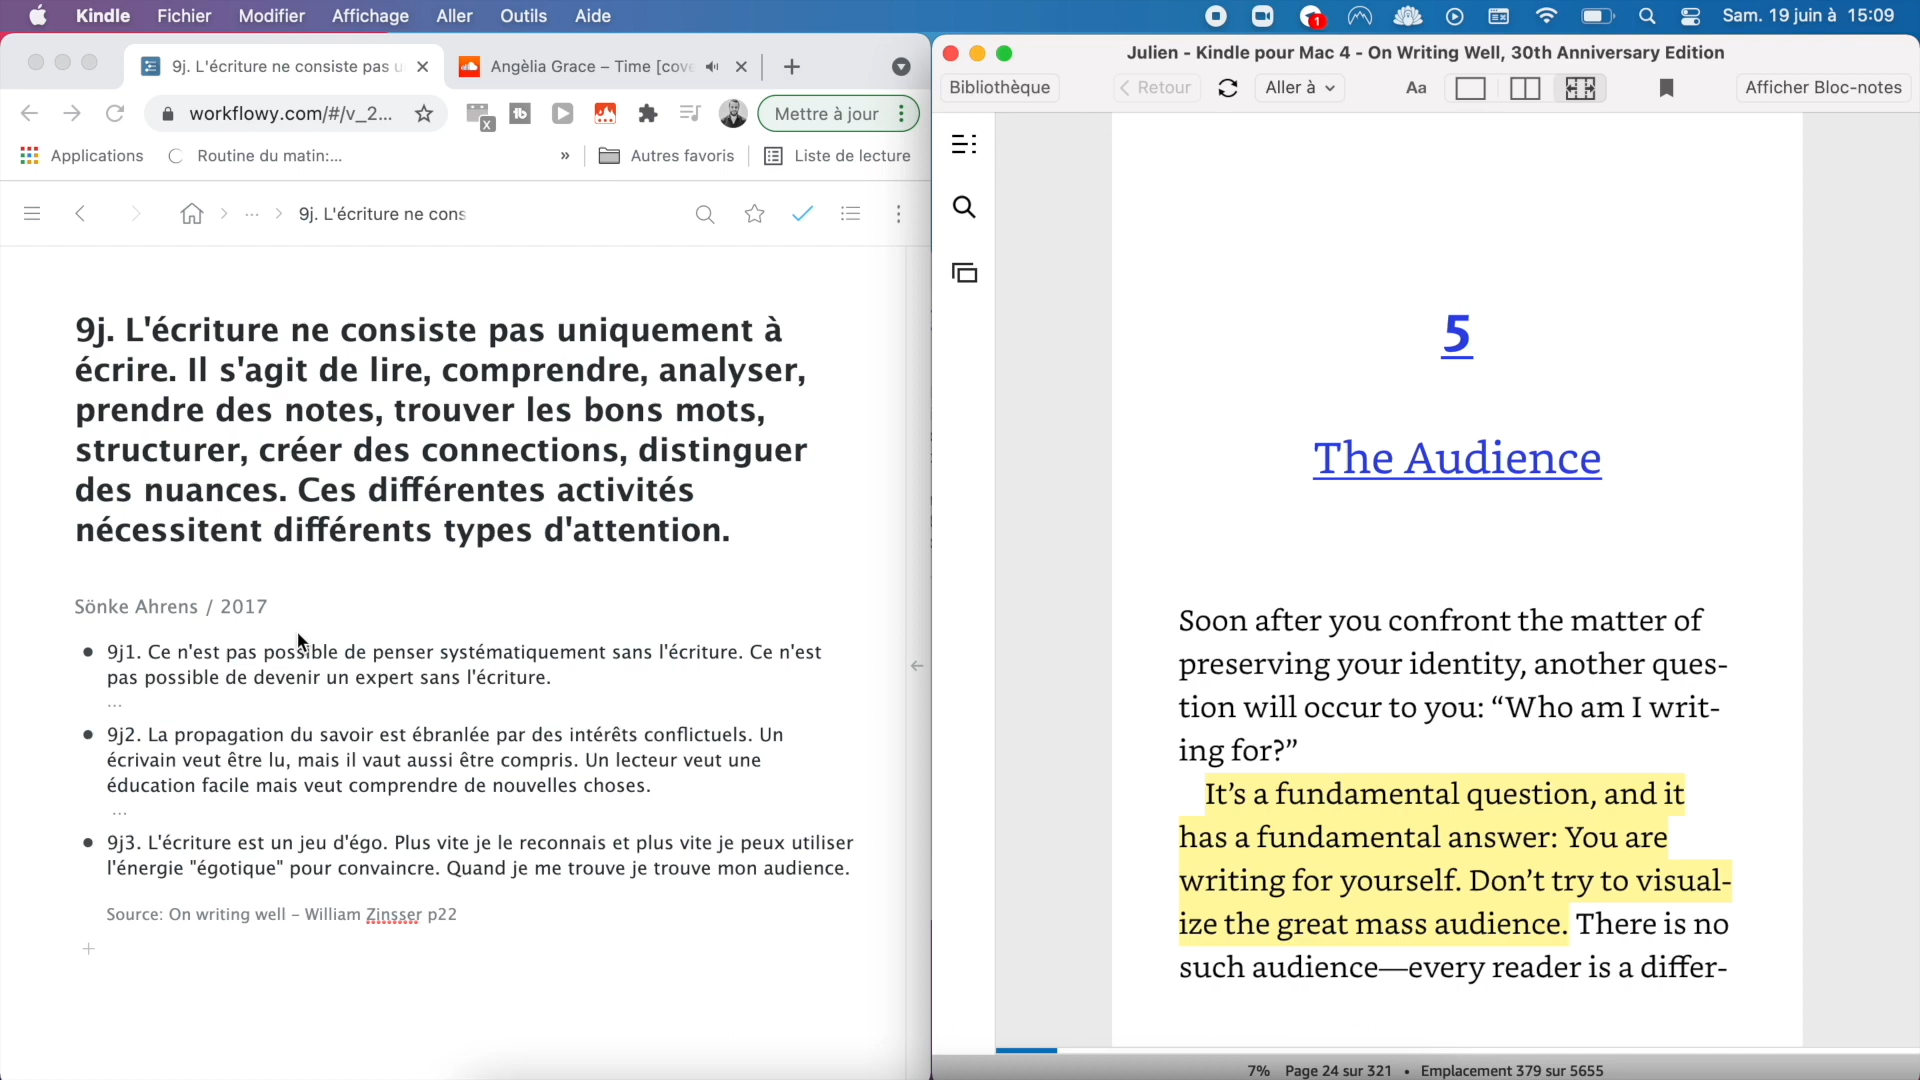 Kindle Fichier Modifier Affichage Aller Outils Aide
1
Sam. 19 juin à 15:09
9j. L'écriture ne consiste pas u
Angèlia Grace – Time [cove
workflowy.com/#/v_2...
x
tb
Mettre à jour
Applications
Routine du matin:...
»
Autres favoris
Liste de lecture
... 9j. L'écriture ne cons
9j. L'écriture ne consiste pas uniquement à
écrire. Il s'agit de lire, comprendre, analyser,
prendre des notes, trouver les bons mots,
structurer, créer des connections, distinguer
des nuances. Ces différentes activités
nécessitent différents types d'attention.
Sönke Ahrens / 2017
9j1. Ce n'est pas possible de penser systématiquement sans l'écriture. Ce n'est
pas possible de devenir un expert sans l'écriture.
...
9j2. La propagation du savoir est ébranlée par des intérêts conflictuels. Un
écrivain veut être lu, mais il vaut aussi être compris. Un lecteur veut une
éducation facile mais veut comprendre de nouvelles choses.
...
9j3. L'écriture est un jeu d'égo. Plus vite je le reconnais et plus vite je peux utiliser
l'énergie "égotique" pour convaincre. Quand je me trouve je trouve mon audience.
Source: On writing well – William Zinsser p22
Julien - Kindle pour Mac 4 - On Writing Well, 30th Anniversary Edition
Bibliothèque
Retour
Aller à
Aa
Afficher Bloc-notes
5
The Audience
Soon after you confront the matter of
preserving your identity, another ques-
tion will occur to you: “Who am I writ-
ing for?”
It’s a fundamental question, and it
has a fundamental answer: You are
writing for yourself. Don’t try to visual-
ize the great mass audience. There is no
such audience—every reader is a differ-
7% Page 24 sur 321 • Emplacement 379 sur 5655